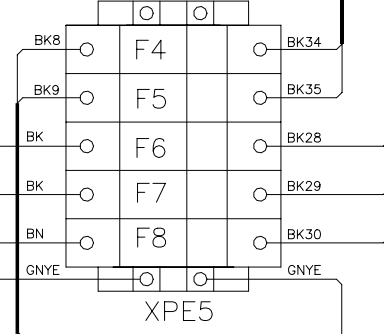 BK8 F4 BK34
BK9 F5 BK35
BK F6 BK28
BK F7 BK29
BN F8 BK30
GNYE GNYE
XPE5